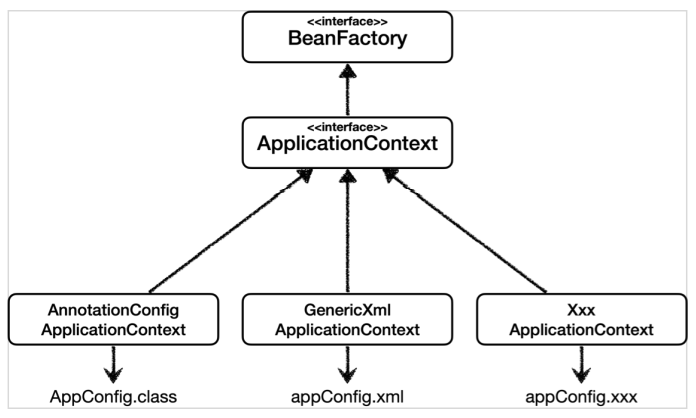 <<interface>>
BeanFactory
<<interface>>
ApplicationContext
AnnotationConfig
ApplicationContext
GenericXml
ApplicationContext
Xxx
ApplicationContext
AppConfig.class
appConfig.xml
appConfig.xxx